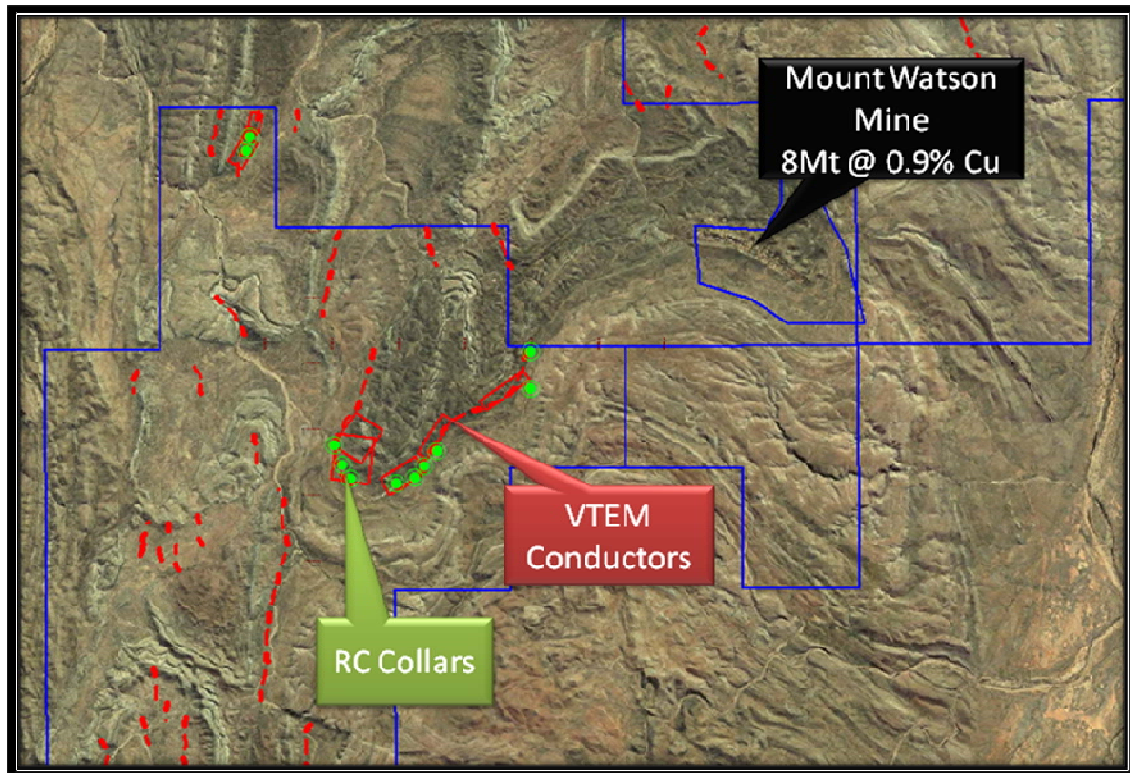 Mount Watson
Mine
8Mt @ 0.9% Cu
VTEM
Conductors
RC Collars